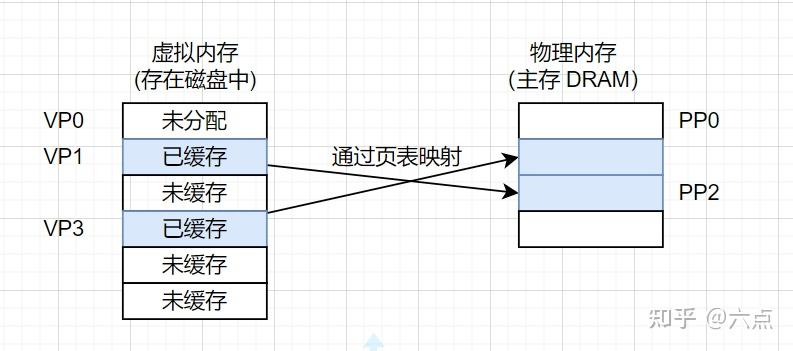 虚拟内存
(存在磁盘中)
物理内存
(主存 DRAM)
VP0
未分配
PP0
VP1
已缓存
通过页表映射
未缓存
PP2
VP3
已缓存
未缓存
未缓存
知乎 @六点